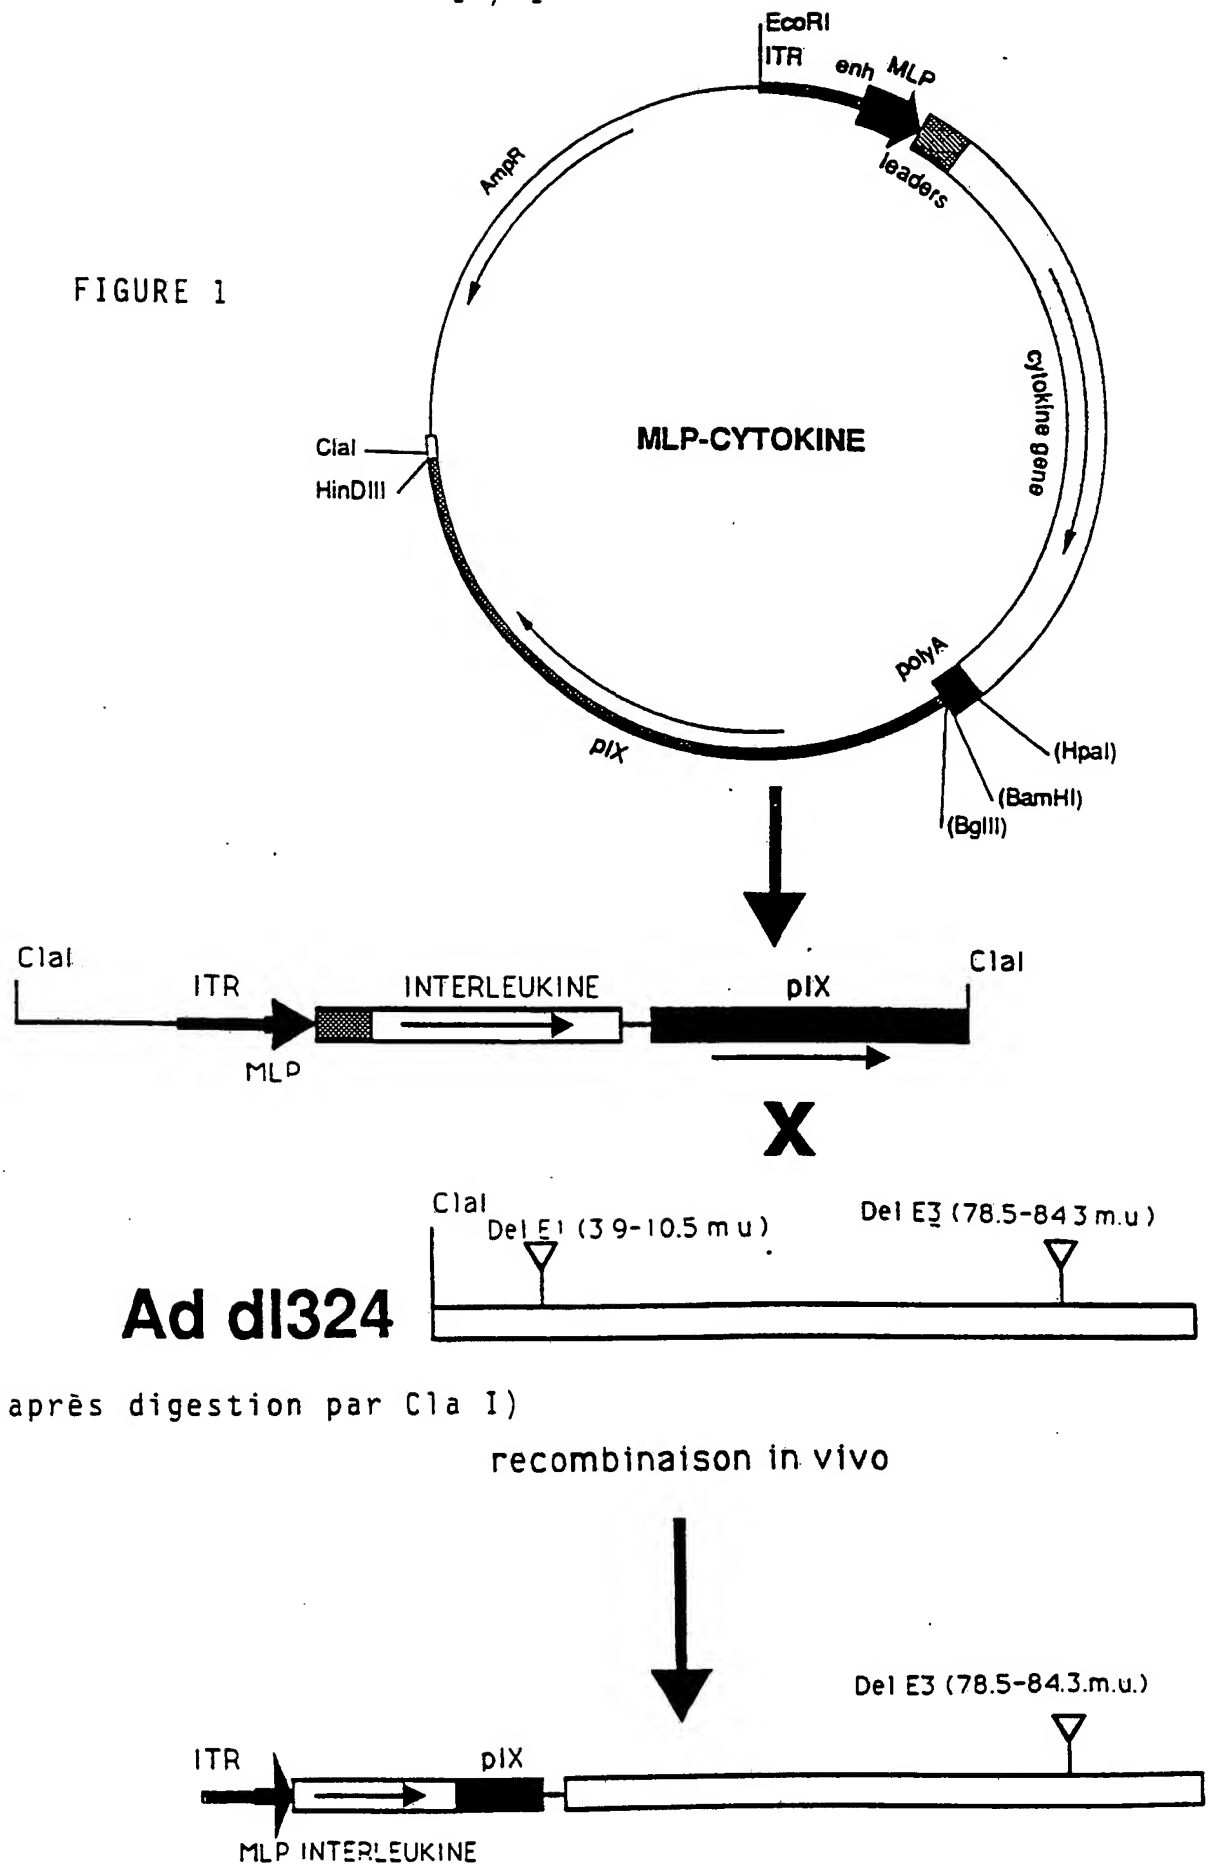 EcoRI
ITR
enh MLP
leaders
AmpR
FIGURE 1
cytokine gene
ClaI
MLP-CYTOKINE
HinDIII
polyA
pIX
(HpaI)
(BamHI)
(BglII)
ClaI
ClaI
ITR INTERLEUKINE pIX
MLP
X
ClaI
Del E1 (3 9-10.5 m u)
Del E3 (78.5-84 3 m.u)
Ad dl324
après digestion par Cla I)
recombinaison in vivo
Del E3 (78.5-84.3.m.u.)
ITR pIX
MLP INTERLEUKINE